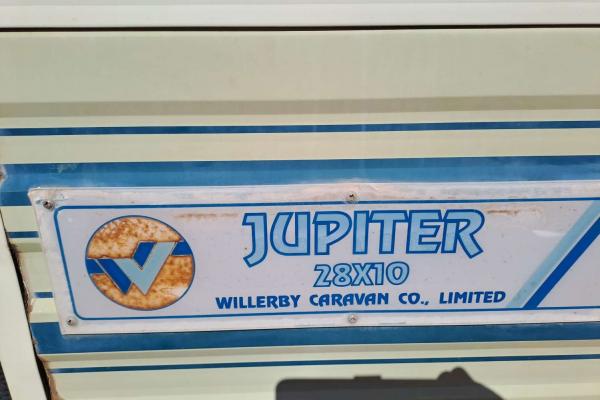 W
JUPITER
28X10
WILLERBY CARAVAN CO., LIMITED